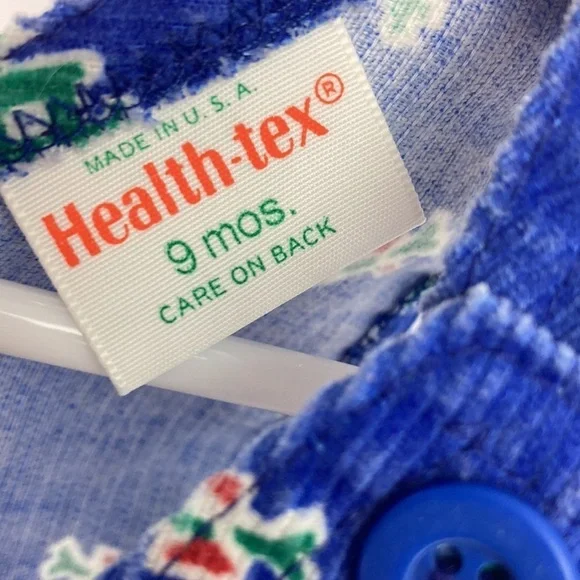 MADE IN U. S. A.
Health-tex®
9 mos.
CARE ON BACK